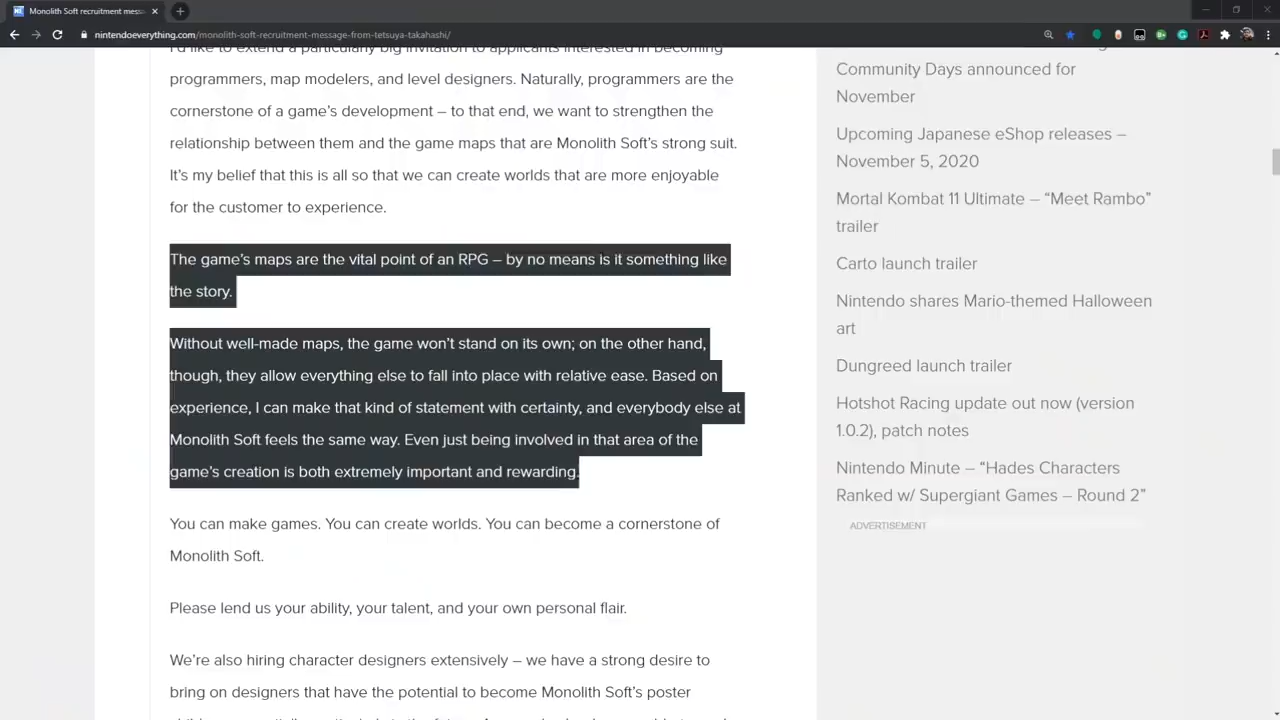 Monolith Soft recruitment mess
nintendoeverything.com/monolith-soft-recruitment-message-from-tetsuya-takahashi/
I'd like to extend a particularly big invitation to applicants interested in becoming
programmers, map modelers, and level designers. Naturally, programmers are the
cornerstone of a game's development – to that end, we want to strengthen the
relationship between them and the game maps that are Monolith Soft's strong suit.
It's my belief that this is all so that we can create worlds that are more enjoyable
for the customer to experience.
The game's maps are the vital point of an RPG – by no means is it something like
the story.
Without well-made maps, the game won't stand on its own; on the other hand,
though, they allow everything else to fall into place with relative ease. Based on
experience, I can make that kind of statement with certainty, and everybody else at
Monolith Soft feels the same way. Even just being involved in that area of the
game's creation is both extremely important and rewarding.
You can make games. You can create worlds. You can become a cornerstone of
Monolith Soft.
Please lend us your ability, your talent, and your own personal flair.
We're also hiring character designers extensively – we have a strong desire to
bring on designers that have the potential to become Monolith Soft's poster
Community Days announced for
November
Upcoming Japanese eShop releases –
November 5, 2020
Mortal Kombat 11 Ultimate – “Meet Rambo”
trailer
Carto launch trailer
Nintendo shares Mario-themed Halloween
art
Dungreed launch trailer
Hotshot Racing update out now (version
1.0.2), patch notes
Nintendo Minute – “Hades Characters
Ranked w/ Supergiant Games – Round 2”
ADVERTISEMENT